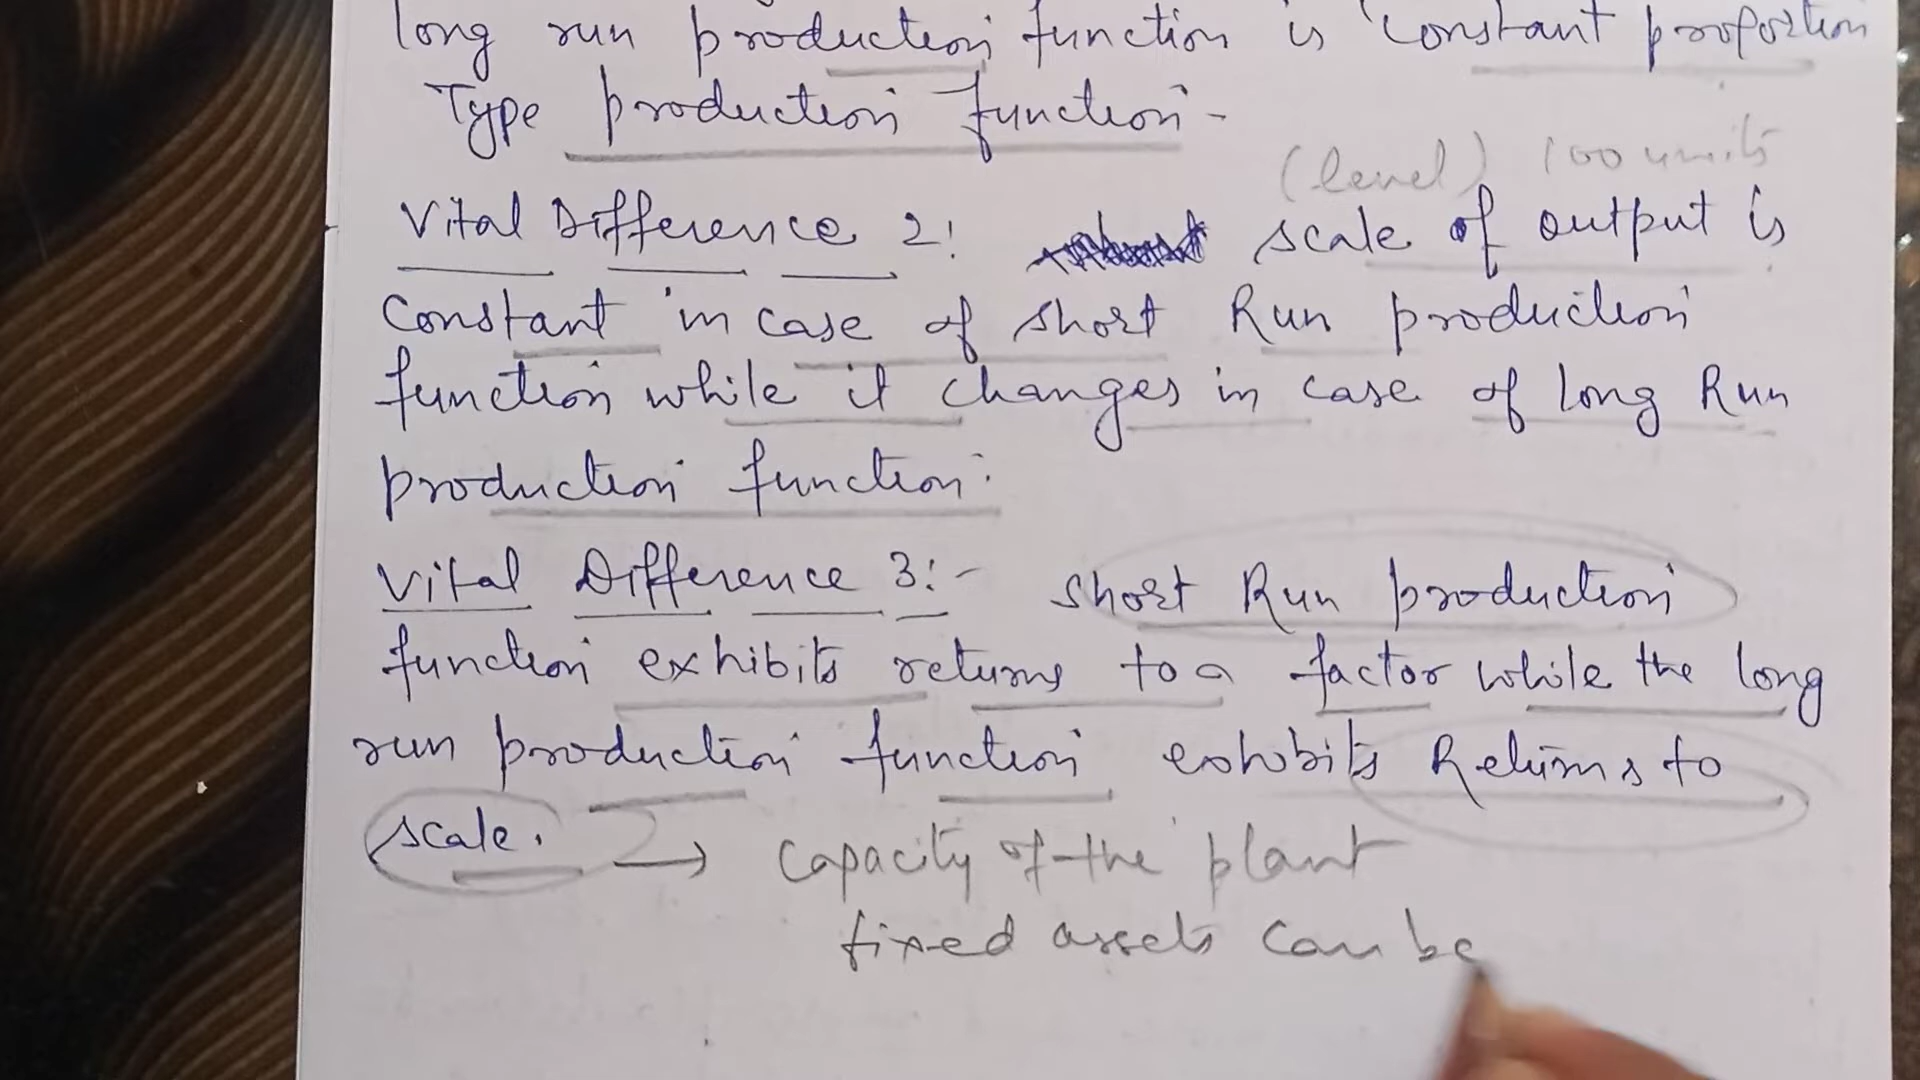 long run production function is constant proportion
Type production function -
(level) 100 units
Vital Difference 2: scale of output is
constant in case of short Run production
function while it changes in case of long Run
production function.
Vital Difference 3:- short Run production
function exhibits returns to a factor while the long
run production function exhibits Returns to
scale. → capacity of the plant
fixed assets can be